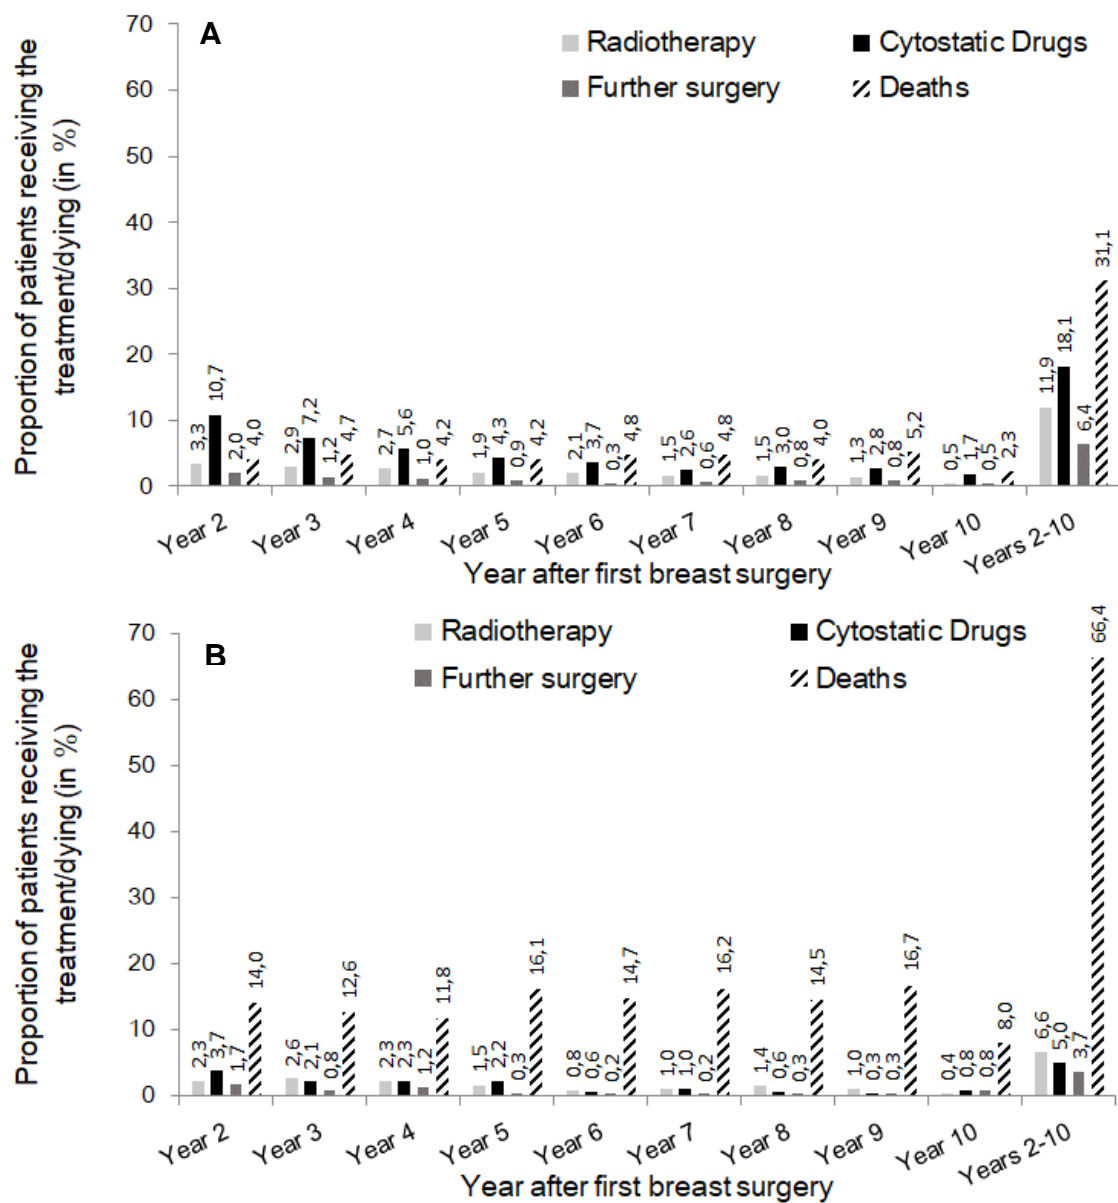 A
Radiotherapy
Cytostatic Drugs
Further surgery
Deaths
Proportion of patients receiving the
treatment/dying (in %)
70
60
50
40
30
20
10
0
3,3
10,7
2,0
4,0
2,9
7,2
1,2
4,7
2,7
5,6
1,0
4,2
1,9
4,3
0,9
4,2
2,1
3,7
0,3
4,8
1,5
2,6
0,6
4,8
1,5
3,0
0,8
4,0
1,3
2,8
0,8
5,2
0,5
1,7
0,5
2,3
11,9
18,1
6,4
31,1
Year 2
Year 3
Year 4
Year 5
Year 6
Year 7
Year 8
Year 9
Year 10
Years 2-10
Year after first breast surgery
B
Radiotherapy
Cytostatic Drugs
Further surgery
Deaths
Proportion of patients receiving the
treatment/dying (in %)
70
60
50
40
30
20
10
0
2,3
3,7
1,7
14,0
2,6
2,1
0,8
12,6
2,3
2,3
1,2
11,8
1,5
2,2
0,3
16,1
0,8
0,6
0,2
14,7
1,0
1,0
0,2
16,2
1,4
0,6
0,3
14,5
1,0
0,3
0,3
16,7
0,4
0,8
0,8
8,0
6,6
5,0
3,7
66,4
Year 2
Year 3
Year 4
Year 5
Year 6
Year 7
Year 8
Year 9
Year 10
Years 2-10
Year after first breast surgery